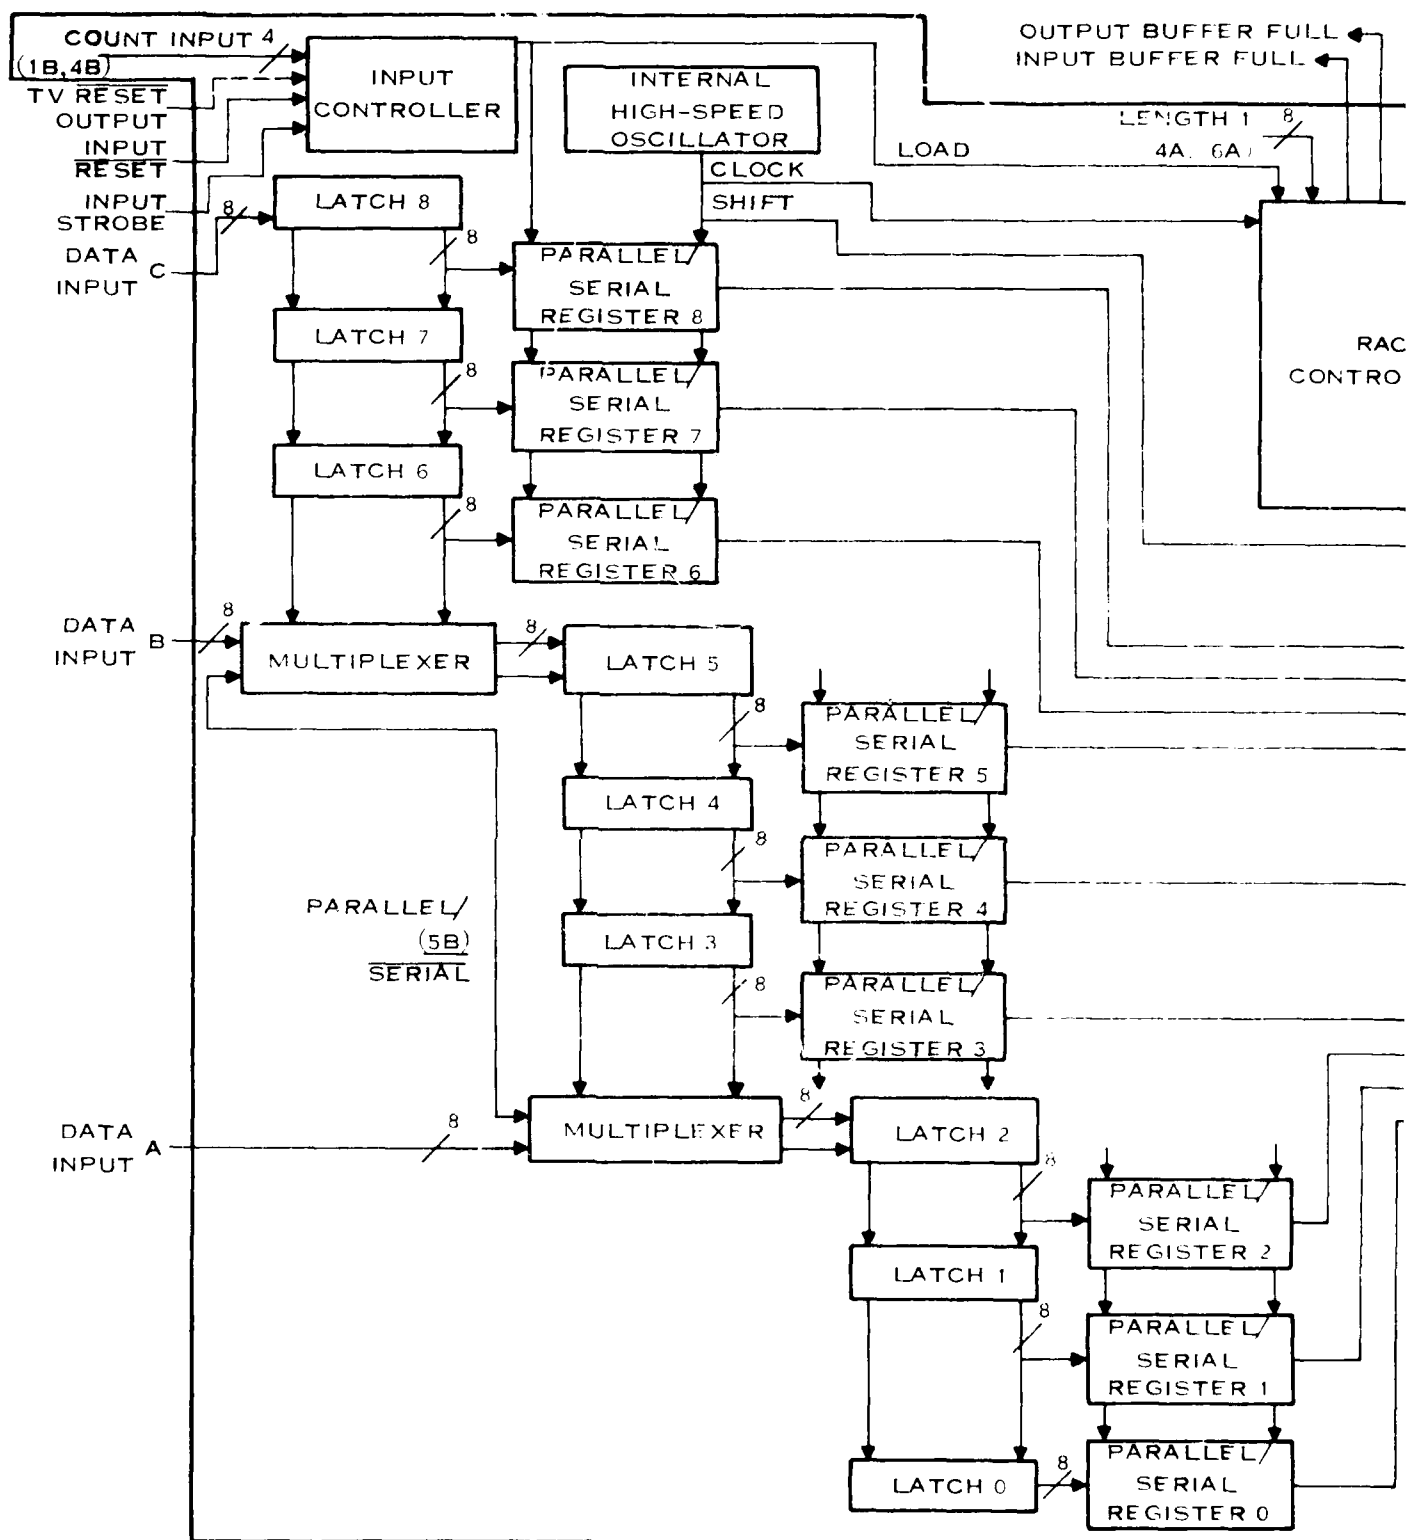 COUNT INPUT 4
(1B, 4B)
TV RESET
OUTPUT
INPUT
RESET
INPUT
STROBE
DATA
INPUT C
8
INPUT
CONTROLLER
INTERNAL
HIGH-SPEED
OSCILLATOR
OUTPUT BUFFER FULL
INPUT BUFFER FULL
LENGTH 1
8
4A, 6A)
LOAD
CLOCK
SHIFT
RAC
CONTRO
LATCH 8
8
PARALLEL/
SERIAL
REGISTER 8
LATCH 7
8
PARALLEL/
SERIAL
REGISTER 7
LATCH 6
8
PARALLEL/
SERIAL
REGISTER 6
DATA
INPUT B
8
MULTIPLEXER
8
LATCH 5
8
PARALLEL/
SERIAL
REGISTER 5
LATCH 4
8
PARALLEL/
SERIAL
REGISTER 4
PARALLEL/
(5B)
SERIAL
LATCH 3
8
PARALLEL/
SERIAL
REGISTER 3
DATA
INPUT A
8
MULTIPLEXER
8
LATCH 2
8
PARALLEL/
SERIAL
REGISTER 2
LATCH 1
8
PARALLEL/
SERIAL
REGISTER 1
LATCH 0
8
PARALLEL/
SERIAL
REGISTER 0